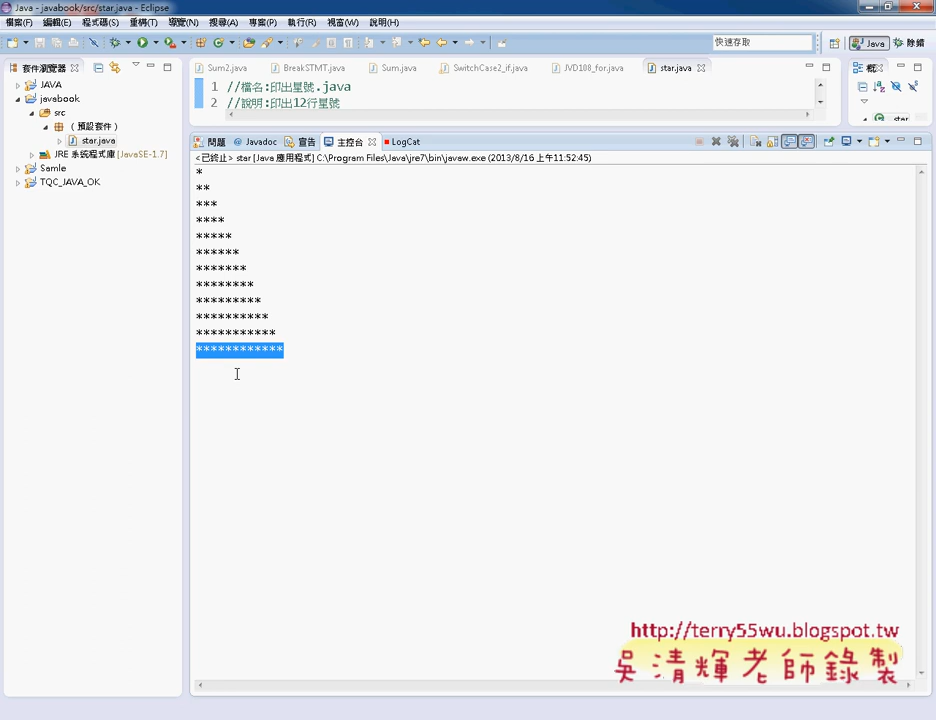 Java - javabook/src/star.java - Eclipse
檔案(F) 編輯(E) 程式碼(S) 重構(T) 導覽(N) 搜尋(A) 專案(P) 執行(R) 視窗(W) 說明(H)
快速存取
Java
除錯
套件瀏覽器
Sum2.java BreakSTMT.java Sum.java SwitchCase2_if.java JVD108_for.java star.java
JAVA
javabook
src
(預設套件)
star.java
JRE 系統程式庫 [JavaSE-1.7]
Samle
TQC_JAVA_OK
1 //檔名:印出星號.java
2 //說明:印出12行星號
概
star
問題 @ Javadoc 宣告 主控台 LogCat
<已終止> star [Java 應用程式] C:\Program Files\Java\jre7\bin\javaw.exe (2013/8/16 上午11:52:45)
*
**
***
****
*****
******
*******
********
*********
**********
***********
************
http://terry55wu.blogspot.tw
吳清輝老師錄製